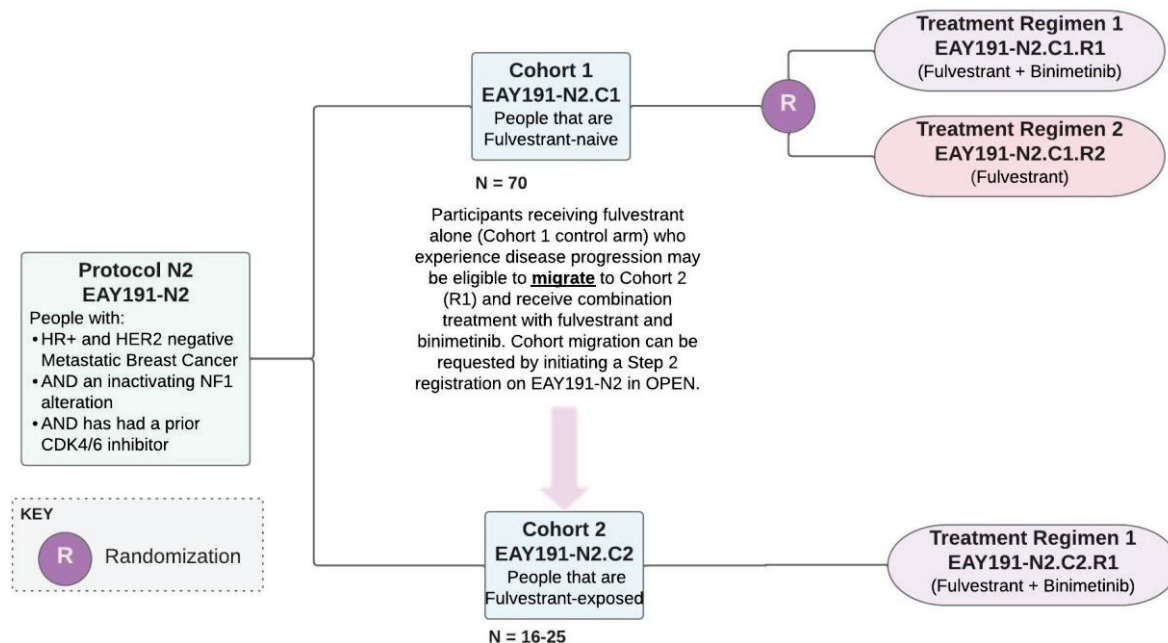 Protocol N2
EAY191-N2
People with:
• HR+ and HER2 negative
Metastatic Breast Cancer
• AND an inactivating NF1
alteration
• AND has had a prior
CDK4/6 inhibitor
KEY
R
Randomization
Cohort 1
EAY191-N2.C1
People that are
Fulvestrant-naive
N = 70
Participants receiving fulvestrant
alone (Cohort 1 control arm) who
experience disease progression may
be eligible to migrate to Cohort 2
(R1) and receive combination
treatment with fulvestrant and
binimetinib. Cohort migration can be
requested by initiating a Step 2
registration on EAY191-N2 in OPEN.
Cohort 2
EAY191-N2.C2
People that are
Fulvestrant-exposed
N = 16-25
R
Treatment Regimen 1
EAY191-N2.C1.R1
(Fulvestrant + Binimetinib)
Treatment Regimen 2
EAY191-N2.C1.R2
(Fulvestrant)
Treatment Regimen 1
EAY191-N2.C2.R1
(Fulvestrant + Binimetinib)